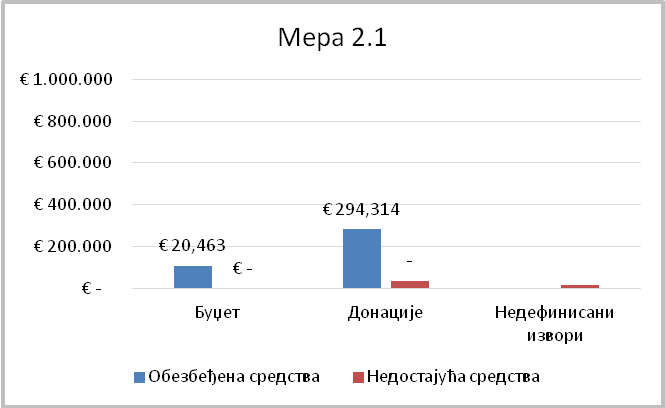 Мера 2.1
€ 1.000.000
€ 800.000
€ 600.000
€ 400.000
€ 200.000
€ -
€ 20,463
€ -
€ 294,314
-
Буџет
Донације
Недефинисани
извори
Обезбеђена средства
Недостајућа средства